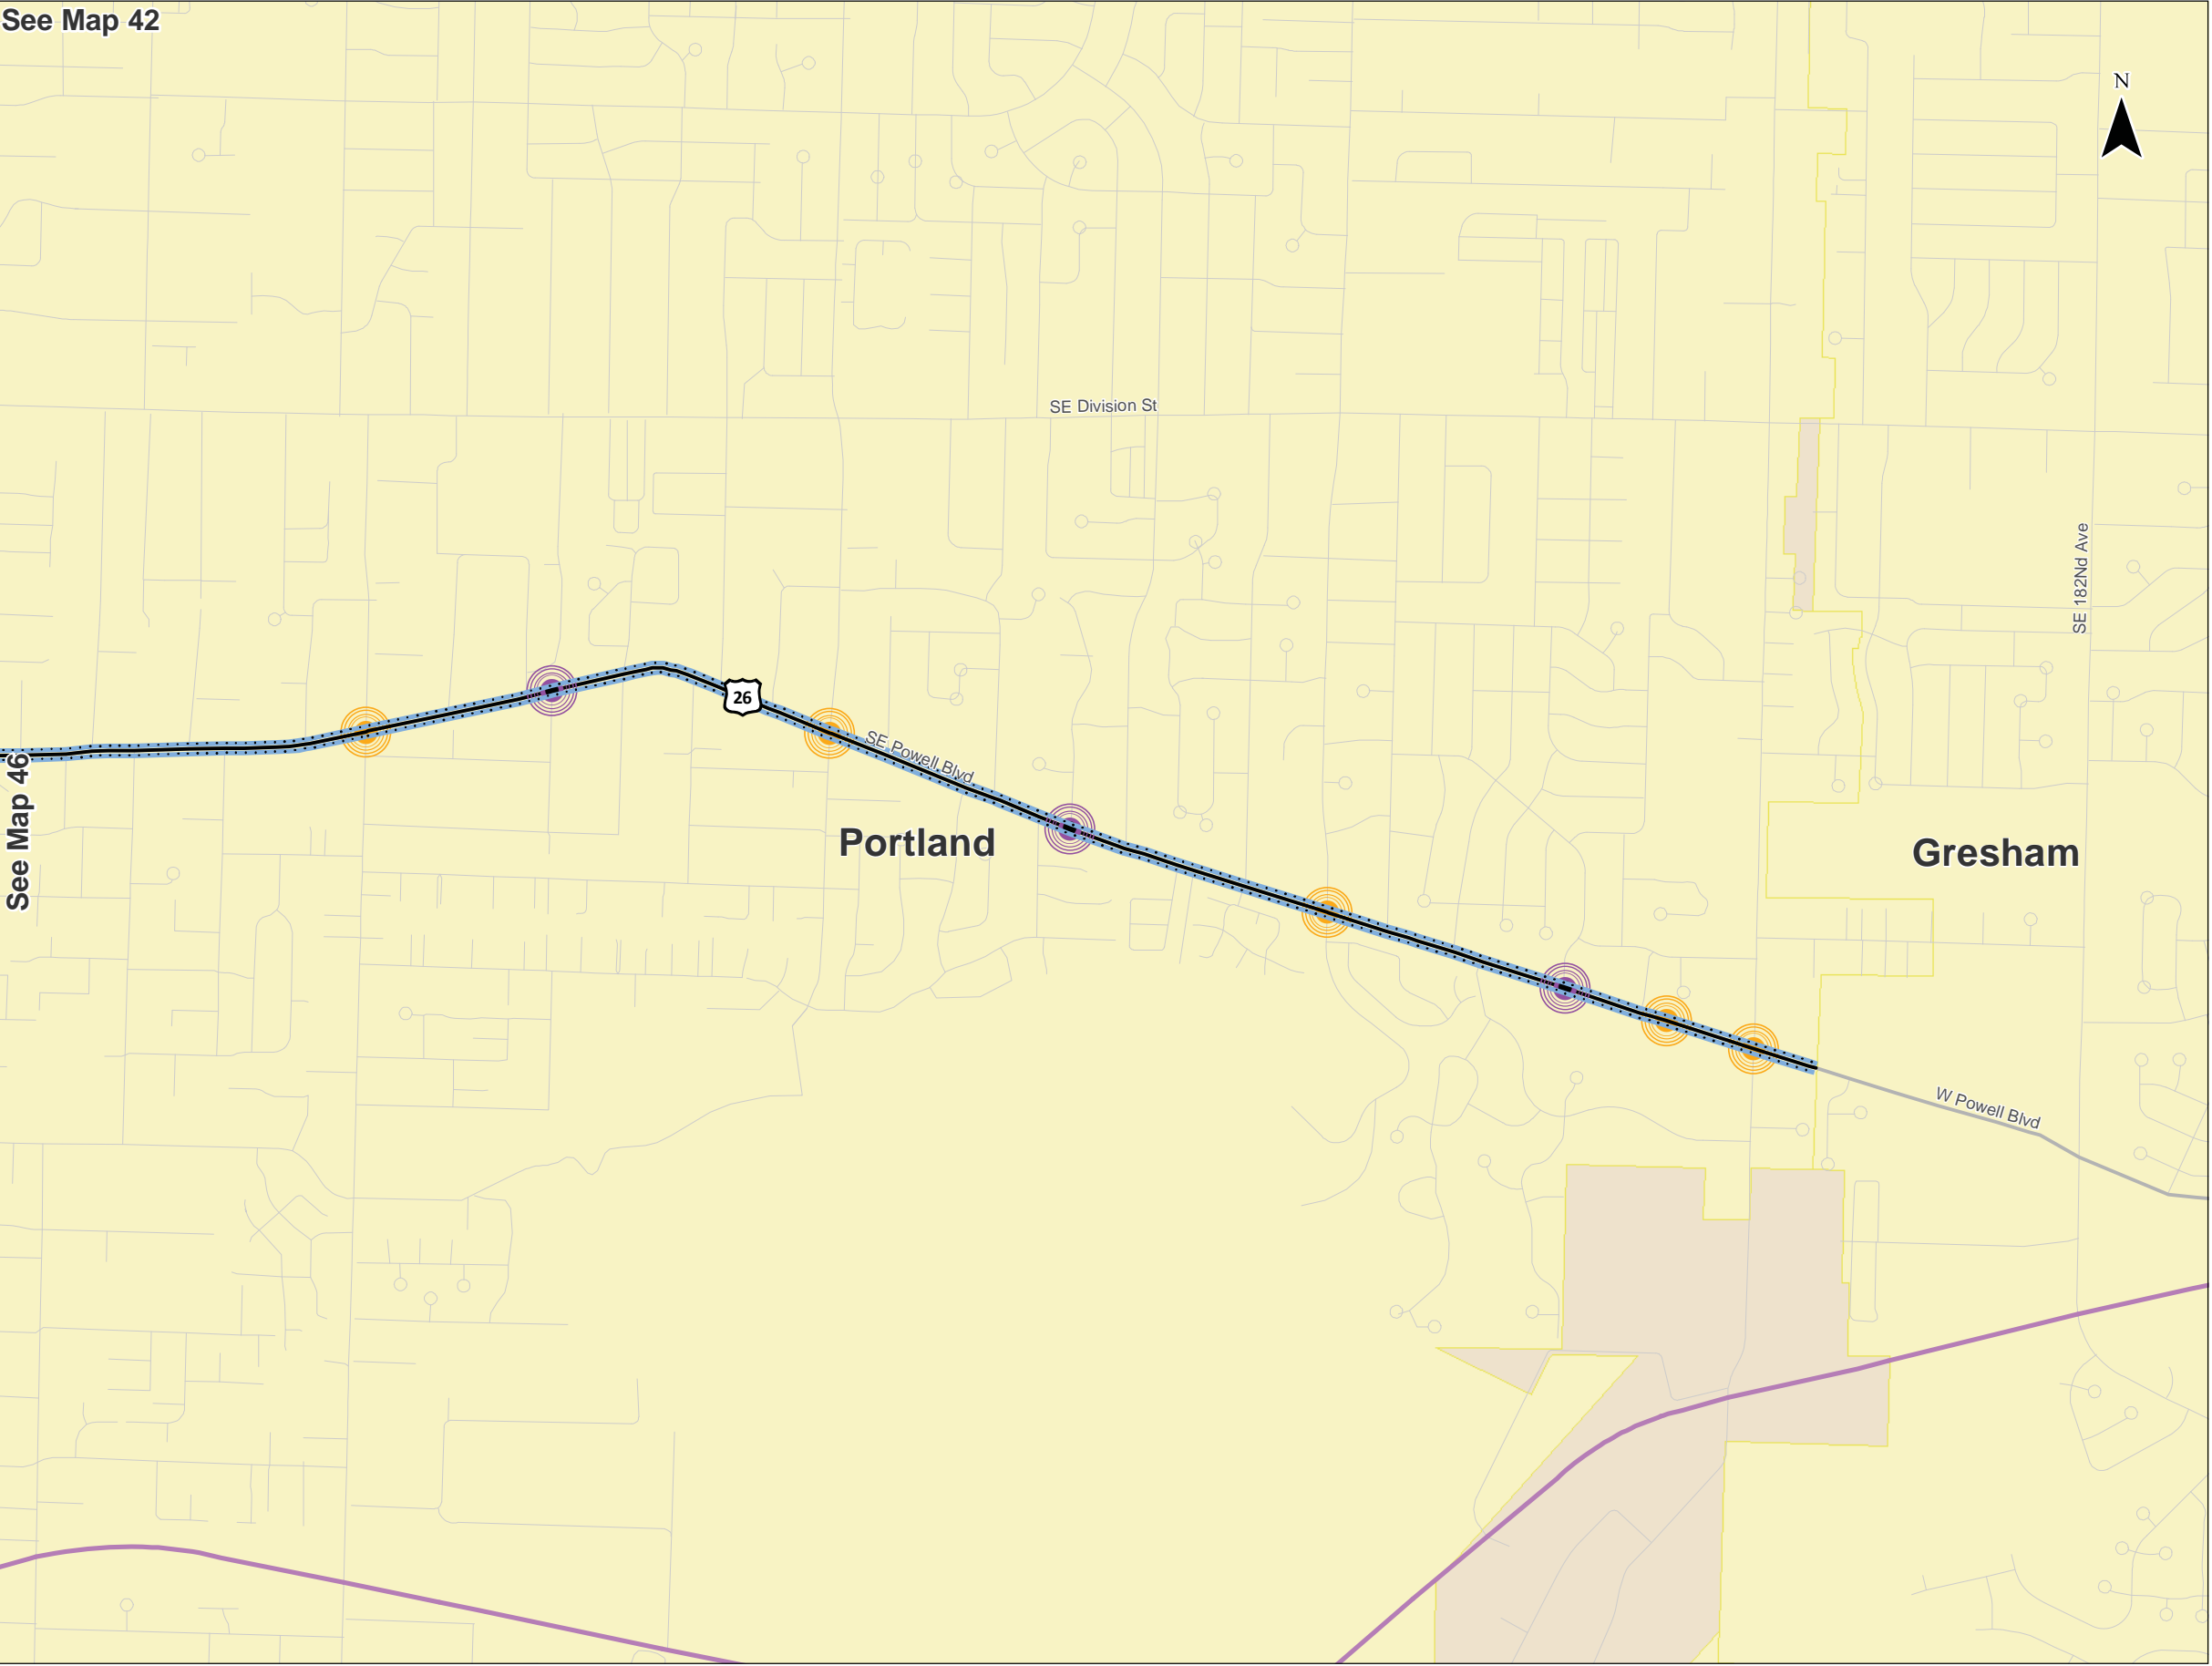 See Map 42
N
SE Division St
SE 182Nd Ave
26
SE Powell Blvd
See Map 46
Portland
Gresham
W Powell Blvd